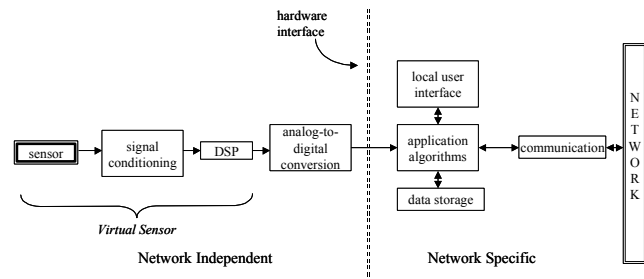 hardware
interface
local user
interface
sensor
signal
conditioning
DSP
analog-to-
digital
conversion
application
algorithms
communication
data storage
N
E
T
W
O
R
K
Virtual Sensor
Network Independent
Network Specific